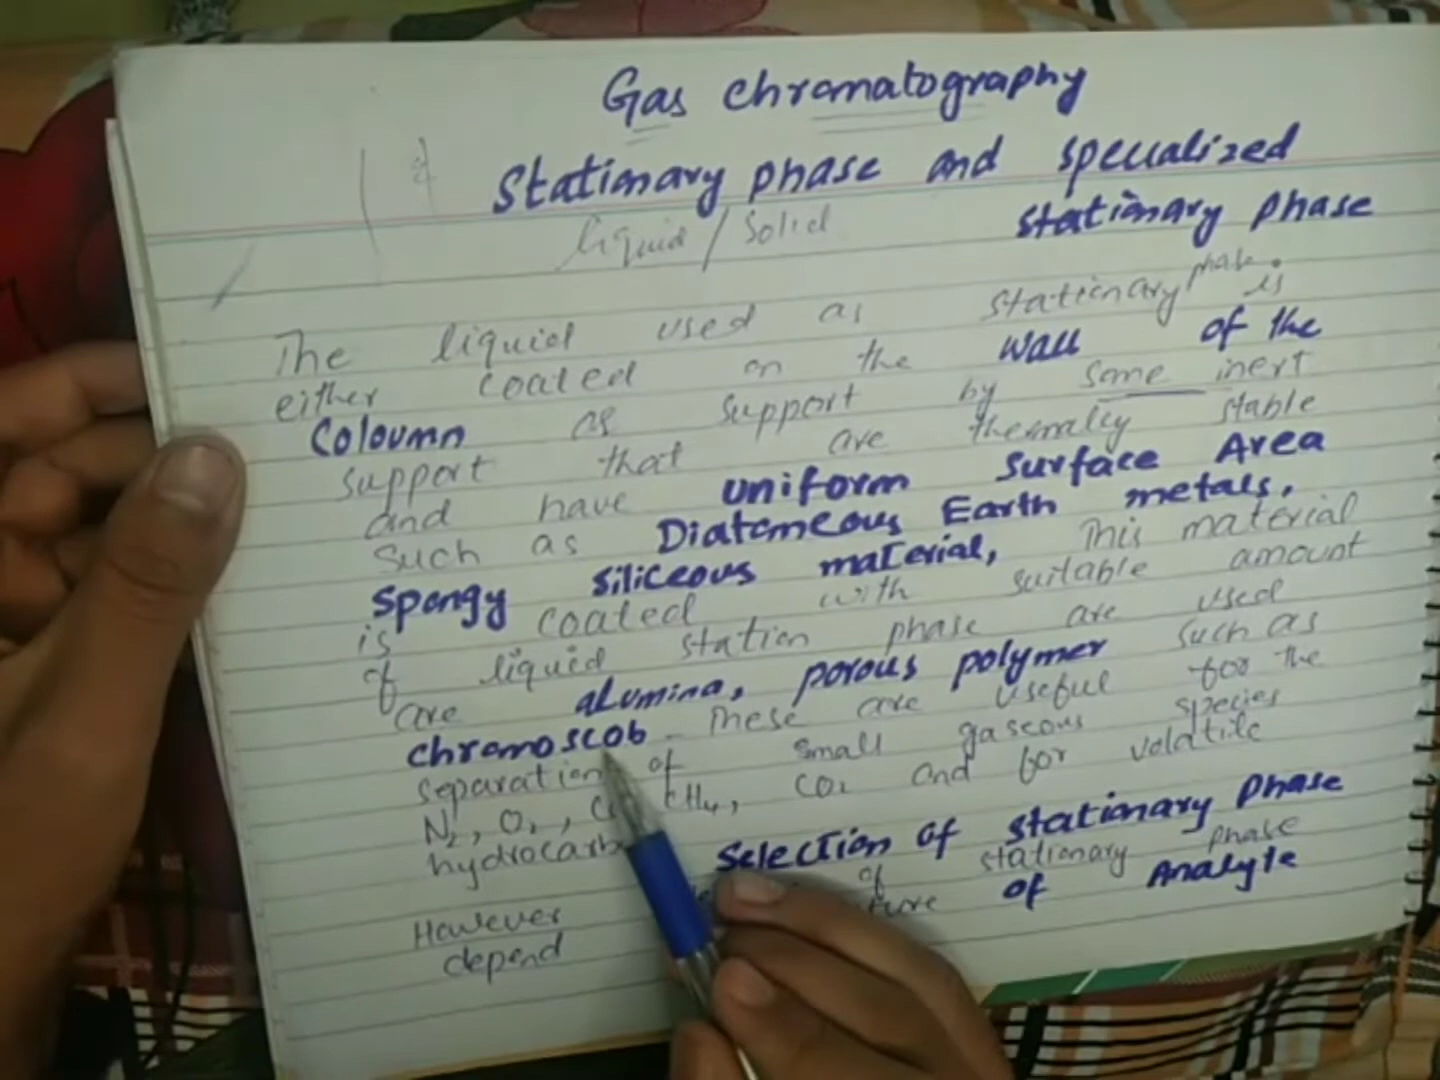 Gas chromatography
Stationary phase and specialized
stationary phase
liquid / Solid
The liquid used as stationary phase is
either coated on the wall of the
Coloumn as support by some inert
support that are thermally stable
and have uniform surface Area
Such as Diatomeous Earth metals,
Spongy siliceous material, This material
is coated with suitable amount
of liquid station phase are used
are alumina, porous polymer such as
chromoscob - These are useful for the
separation of small gaseous species
N2, O2, CH4, CO2 and for volatile
hydrocarb
Selection of stationary phase
However of stationary phase
depend of Analyte